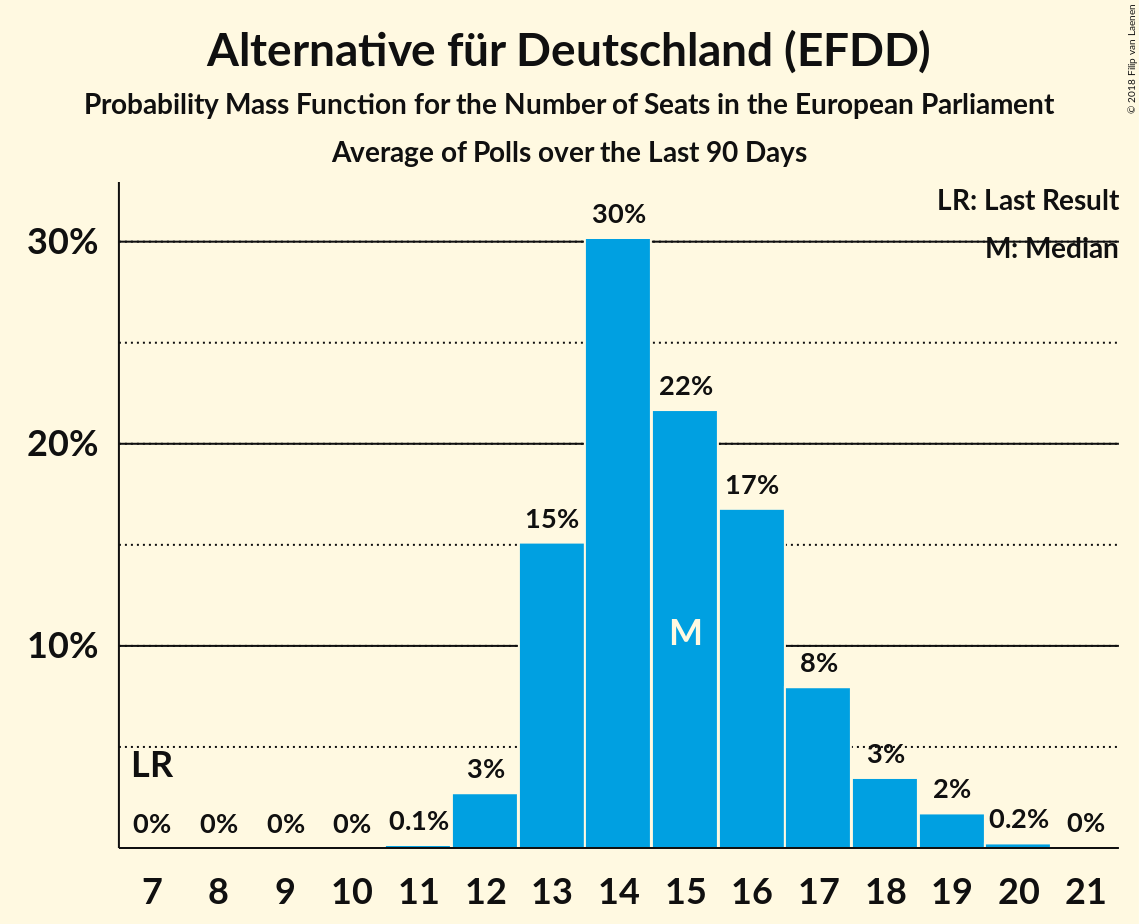 Alternative für Deutschland (EFDD)
Probability Mass Function for the Number of Seats in the European Parliament
Average of Polls over the Last 90 Days
© 2018 Filip van Laenen
LR: Last Result
M: Median
30%
20%
10%
LR
0%
0%
0%
0%
0.1%
3%
15%
30%
22%
M
17%
8%
3%
2%
0.2%
0%
7 8 9 10 11 12 13 14 15 16 17 18 19 20 21